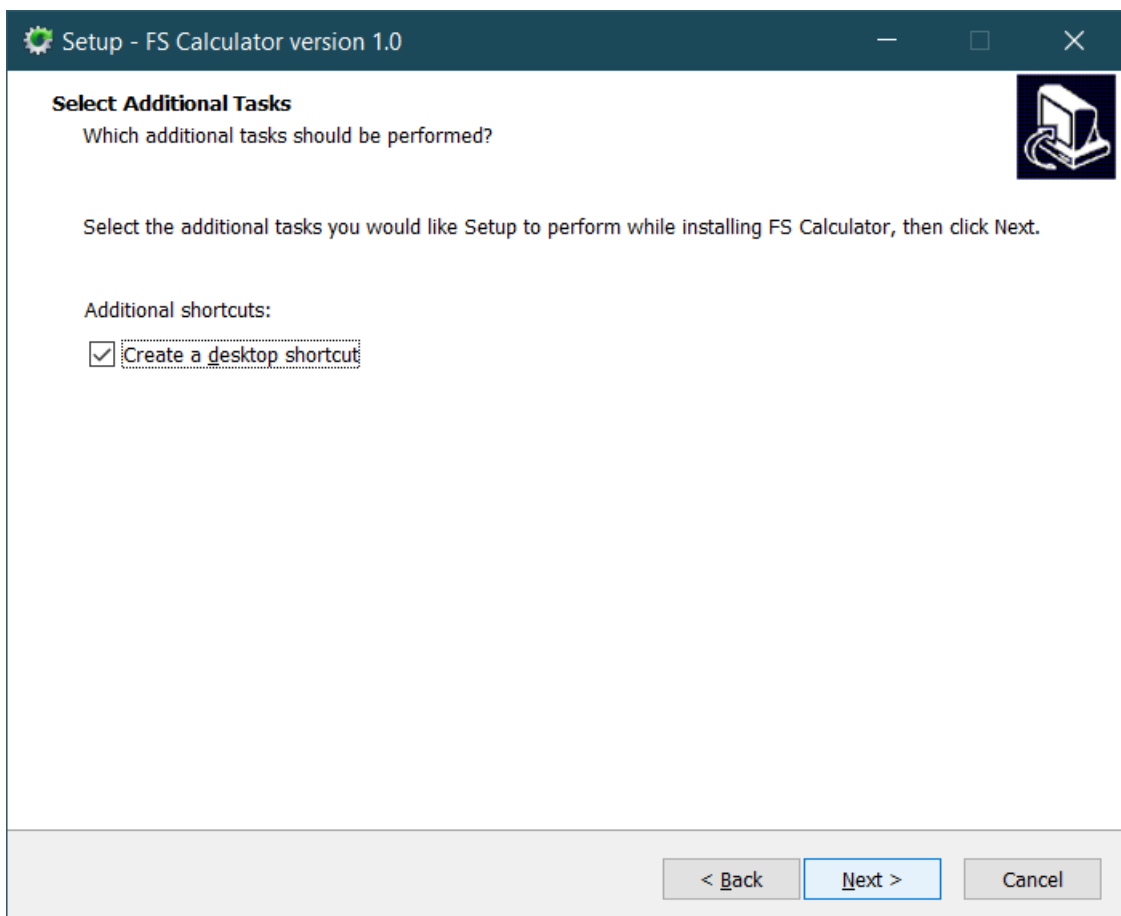 Setup - FS Calculator version 1.0
Select Additional Tasks
Which additional tasks should be performed?
Select the additional tasks you would like Setup to perform while installing FS Calculator, then click Next.
Additional shortcuts:
Create a desktop shortcut
< Back Next > Cancel